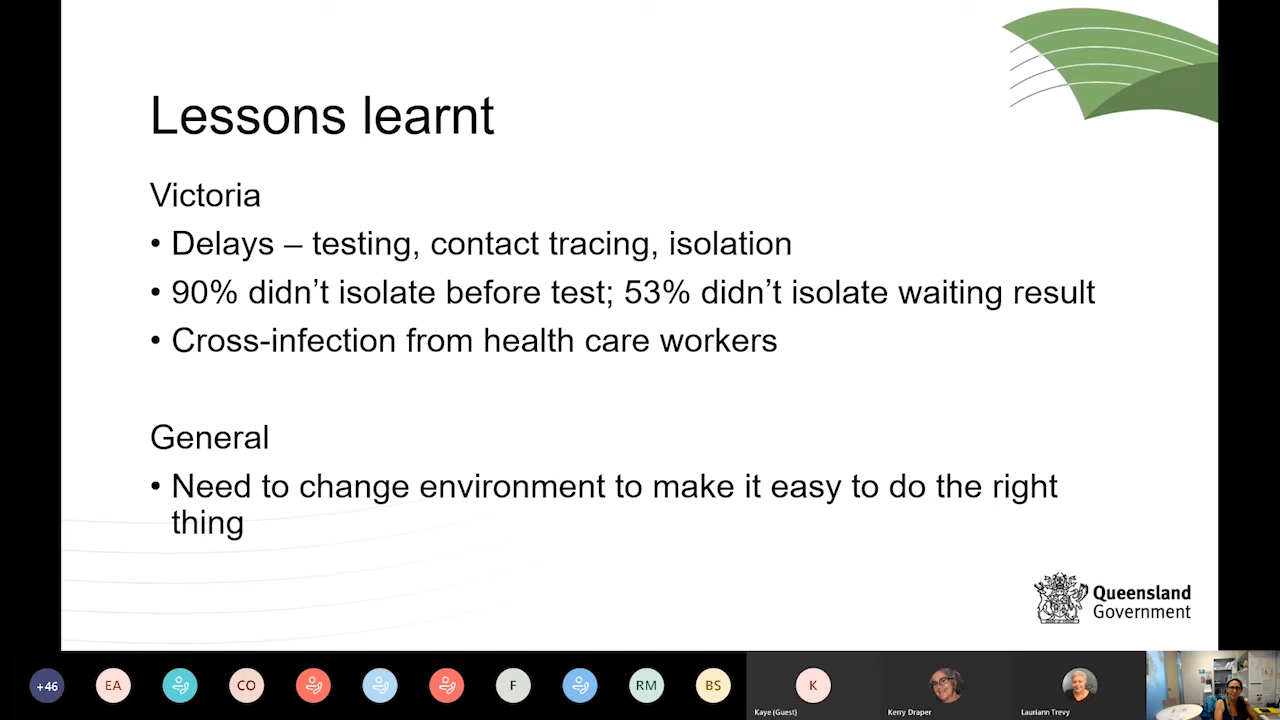 Lessons learnt
Victoria
• Delays – testing, contact tracing, isolation
• 90% didn’t isolate before test; 53% didn’t isolate waiting result
• Cross-infection from health care workers
General
• Need to change environment to make it easy to do the right
thing
Queensland
Government
+46
EA
CO
F
RM
BS
K
Kaye (Guest)
Kerry Draper
Lauriann Trevy